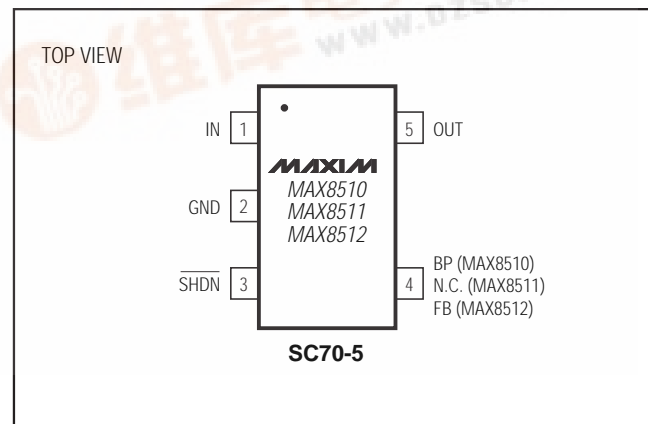 TOP VIEW
IN 1
5 OUT
MAXIM
MAX8510
MAX8511
MAX8512
GND 2
SHDN 3
4
BP (MAX8510)
N.C. (MAX8511)
FB (MAX8512)
SC70-5